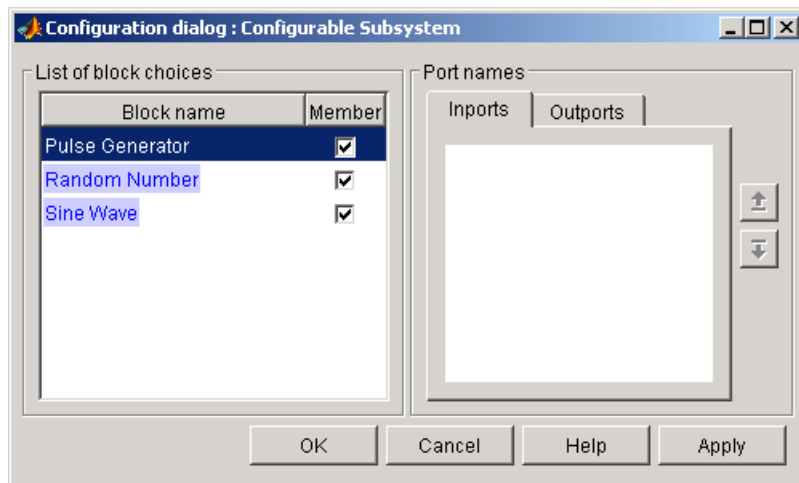 Configuration dialog : Configurable Subsystem
List of block choices
Block name Member
Pulse Generator
Random Number
Sine Wave
Port names
Inports Outports
OK Cancel Help Apply